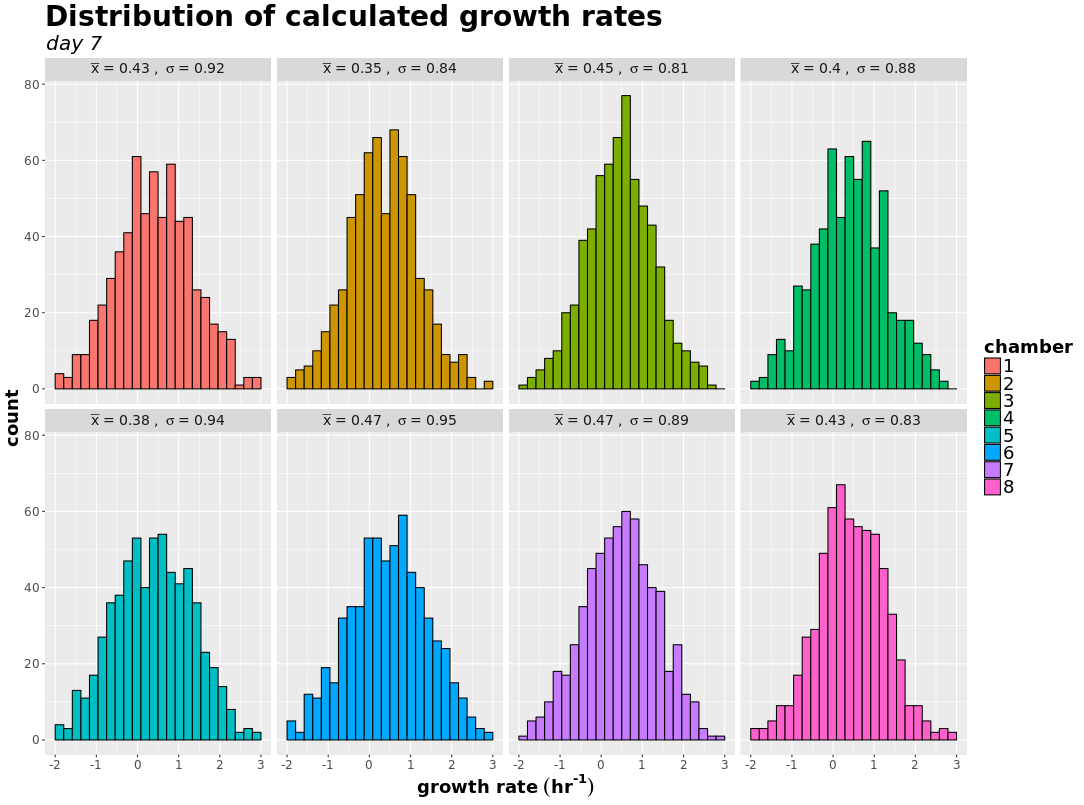 Distribution of calculated growth rates
day 7
x̅ = 0.43 , σ = 0.92
x̅ = 0.35 , σ = 0.84
x̅ = 0.45 , σ = 0.81
x̅ = 0.4 , σ = 0.88
80
60
40
20
0
x̅ = 0.38 , σ = 0.94
x̅ = 0.47 , σ = 0.95
x̅ = 0.47 , σ = 0.89
x̅ = 0.43 , σ = 0.83
80
60
40
20
0
-2 -1 0 1 2 3
-2 -1 0 1 2 3
-2 -1 0 1 2 3
-2 -1 0 1 2 3
count
growth rate (hr⁻¹)
chamber
1
2
3
4
5
6
7
8